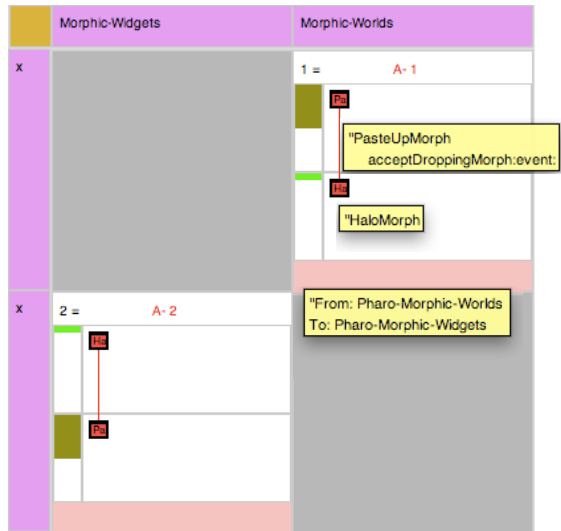 Morphic-Widgets
Morphic-Worlds
x
1 =
A- 1
Pa
"PasteUpMorph
acceptDroppingMorph:event:
Ha
"HaloMorph
x
2 =
A- 2
"From: Pharo-Morphic-Worlds
To: Pharo-Morphic-Widgets
Ha
Pa